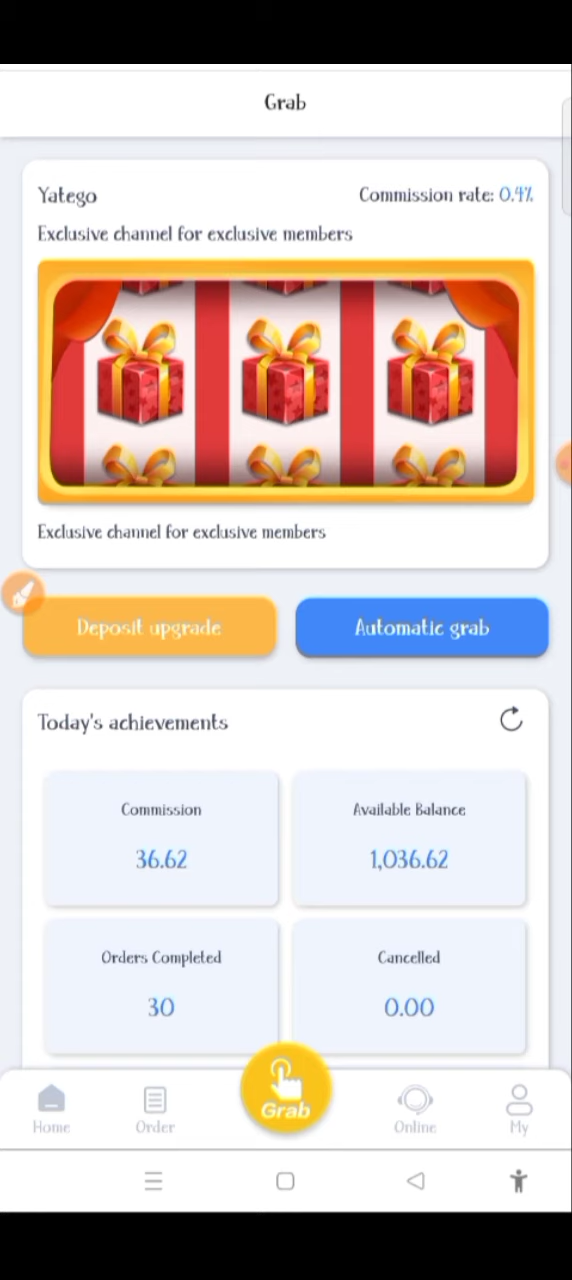 Grab
Yatego
Commission rate: 0.4%
Exclusive channel for exclusive members
Exclusive channel for exclusive members
Deposit upgrade
Automatic grab
Today's achievements
Commission
Available Balance
36.62
1,036.62
Orders Completed
Cancelled
30
0.00
Grab
Home
Order
Online
My